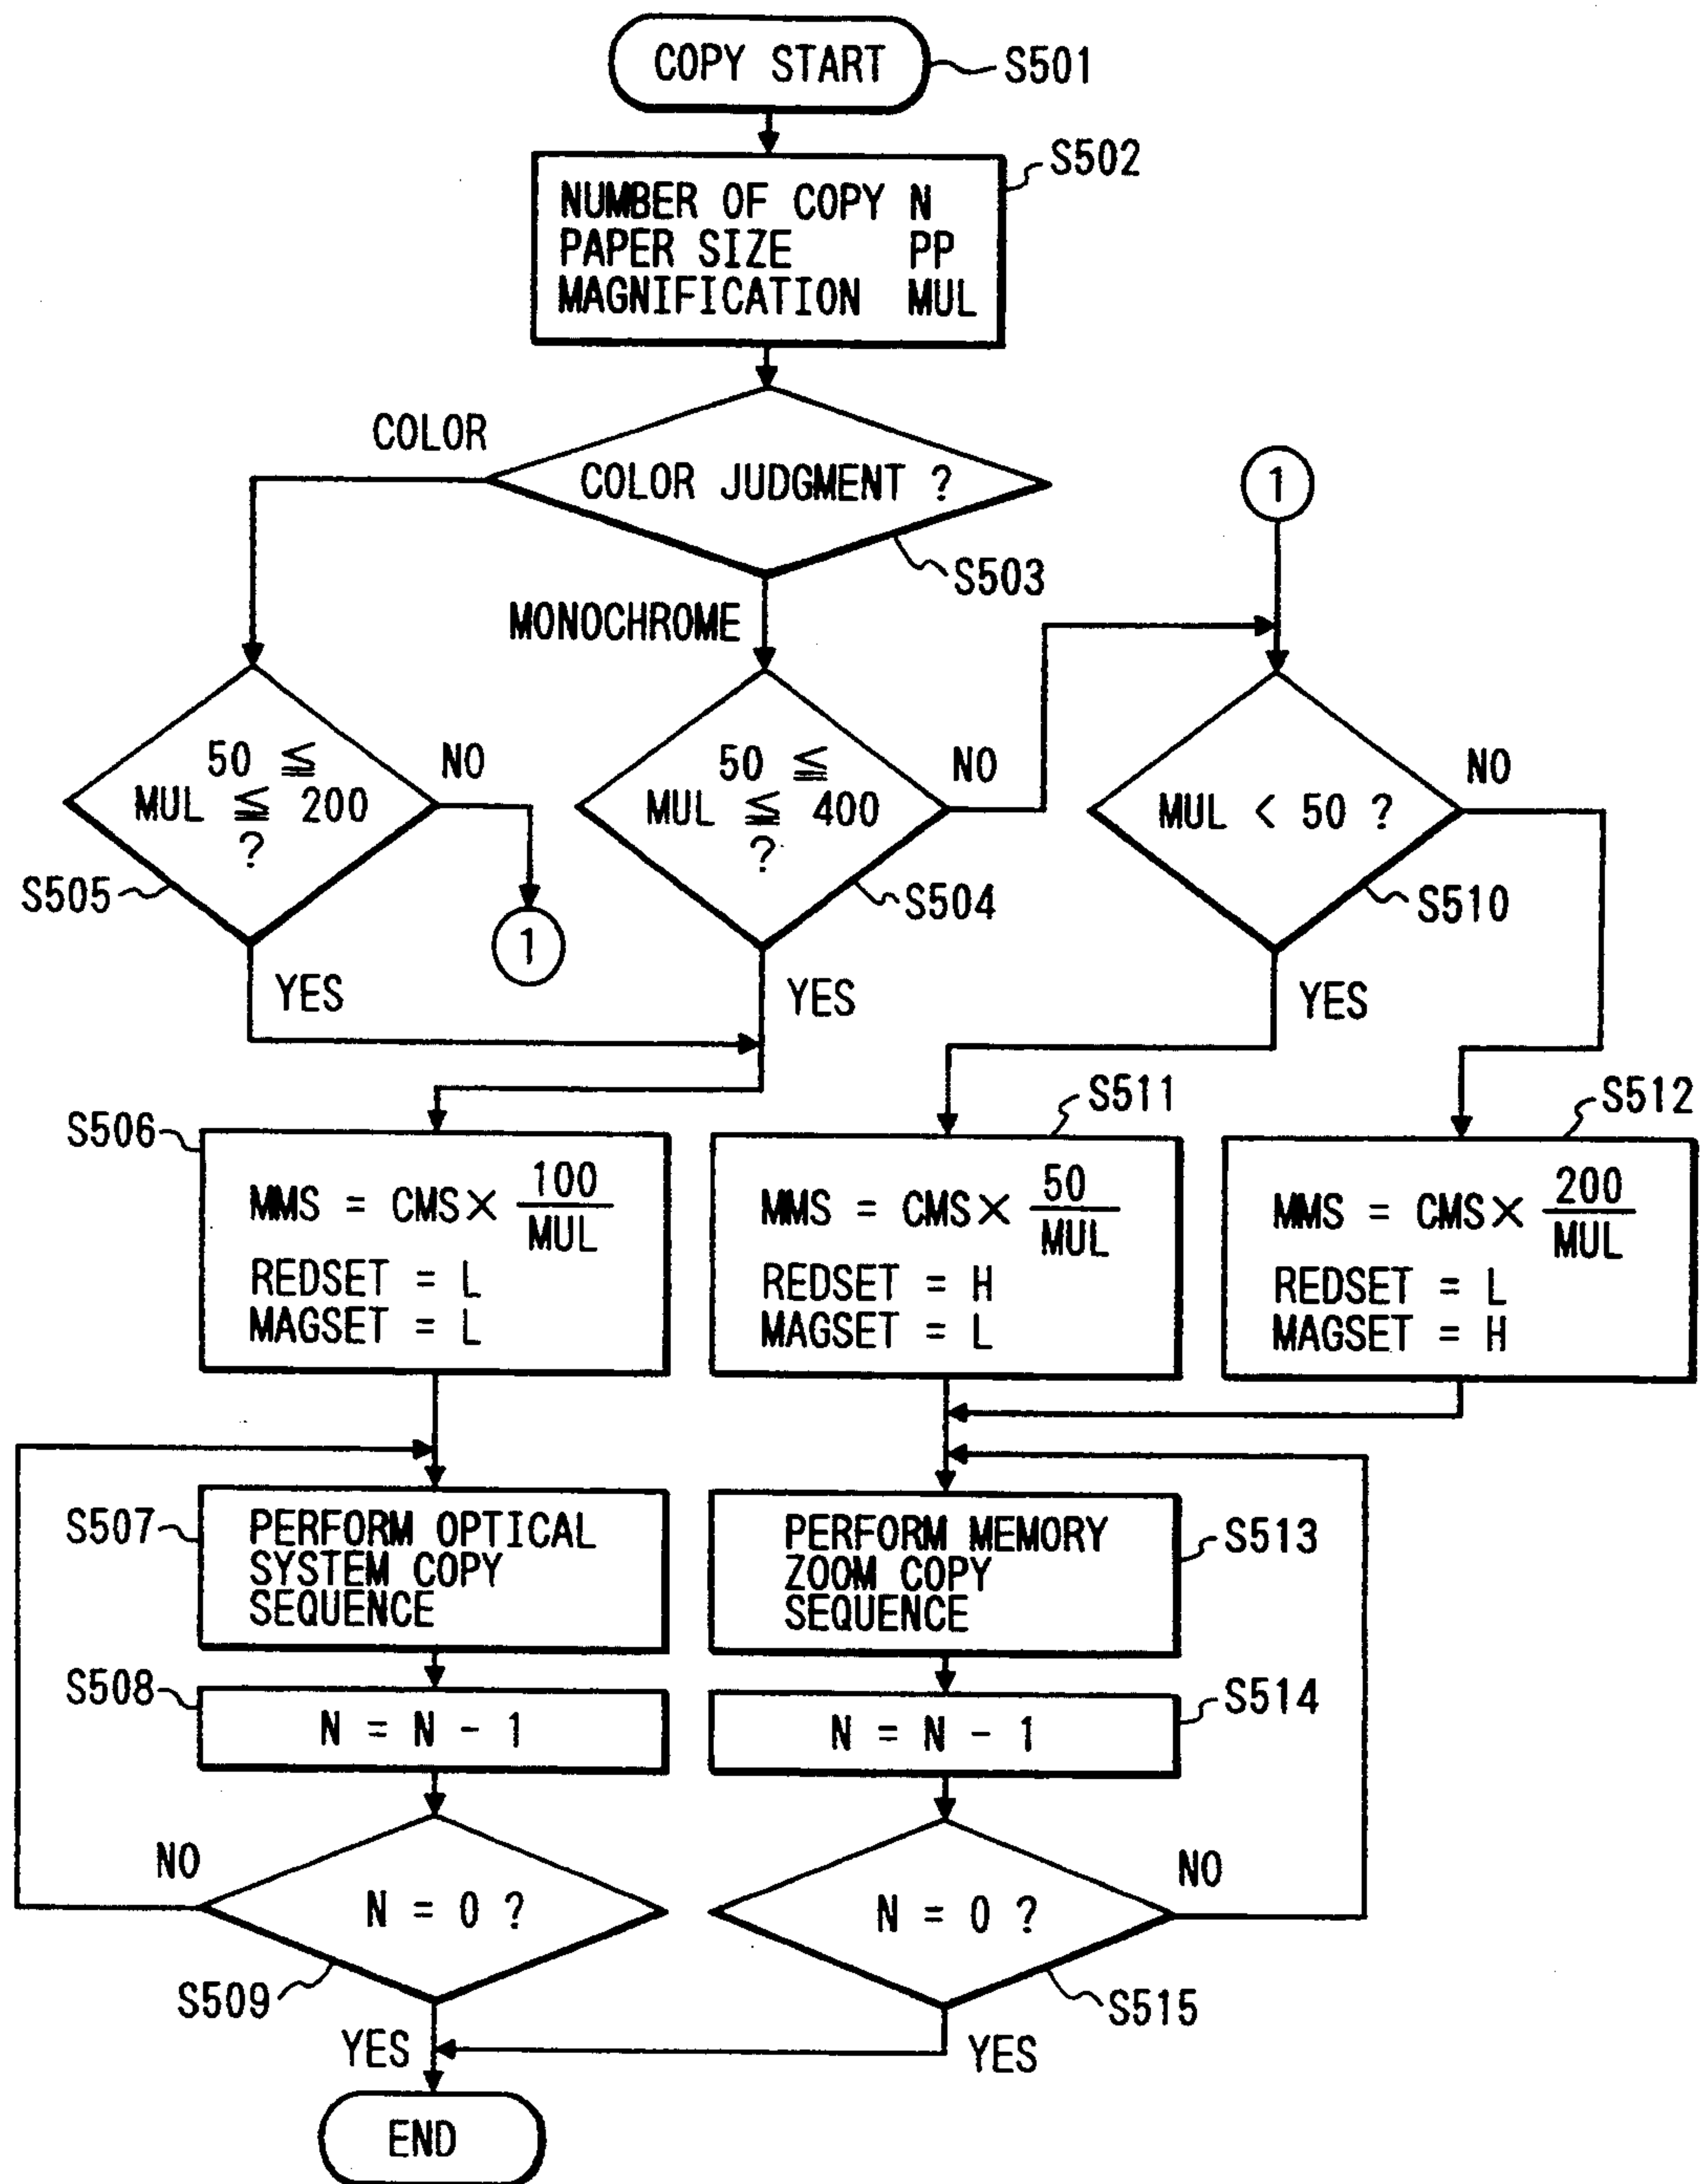 COPY START
S501
S502
NUMBER OF COPY N
PAPER SIZE PP
MAGNIFICATION MUL
COLOR
COLOR JUDGMENT ?
S503
1
MONOCHROME
50 ≦
MUL ≦ 200
?
NO
S505
1
YES
50 ≦
MUL ≦ 400
?
NO
S504
YES
MUL < 50 ?
NO
S510
YES
S506
MMS = CMS × 100/MUL
REDSET = L
MAGSET = L
S511
MMS = CMS × 50/MUL
REDSET = H
MAGSET = L
S512
MMS = CMS × 200/MUL
REDSET = L
MAGSET = H
S507
PERFORM OPTICAL
SYSTEM COPY
SEQUENCE
PERFORM MEMORY
ZOOM COPY
SEQUENCE
S513
S508
N = N - 1
N = N - 1
S514
NO
N = 0 ?
S509
YES
N = 0 ?
NO
S515
YES
END